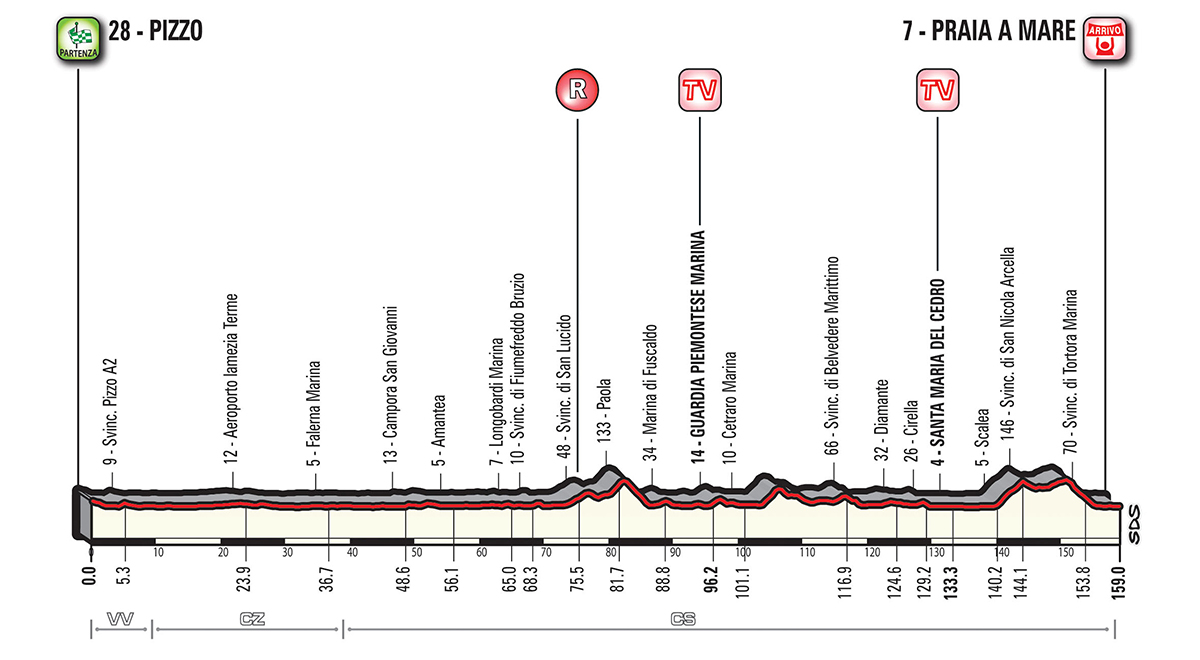 28 - PIZZO
PARTENZA
7 - PRAIA A MARE
ARRIVO
R
TV
TV
9 - Svinc. Pizzo A2
12 - Aeroporto lamezia Terme
5 - Falerna Marina
13 - Campora San Giovanni
5 - Amantea
7 - Longobardi Marina
10 - Svinc. di Fiumefreddo Bruzio
48 - Svinc. di San Lucido
133 - Paola
34 - Marina di Fuscaldo
14 - GUARDIA PIEMONTESE MARINA
10 - Cetraro Marina
66 - Svinc. di Belvedere Marittimo
32 - Diamante
26 - Cirella
4 - SANTA MARIA DEL CEDRO
5 - Scalea
146 - Svinc. di San Nicola Arcella
70 - Svinc. di Tortora Marina
SDS
0 10 20 30 40 50 60 70 80 90 100 110 120 130 140 150
0.0 5.3 23.9 36.7 48.6 56.1 65.0 68.3 75.5 81.7 88.8 96.2 101.1 116.9 124.6 129.2 133.3 140.2 144.1 153.8 159.0
VV CZ CS